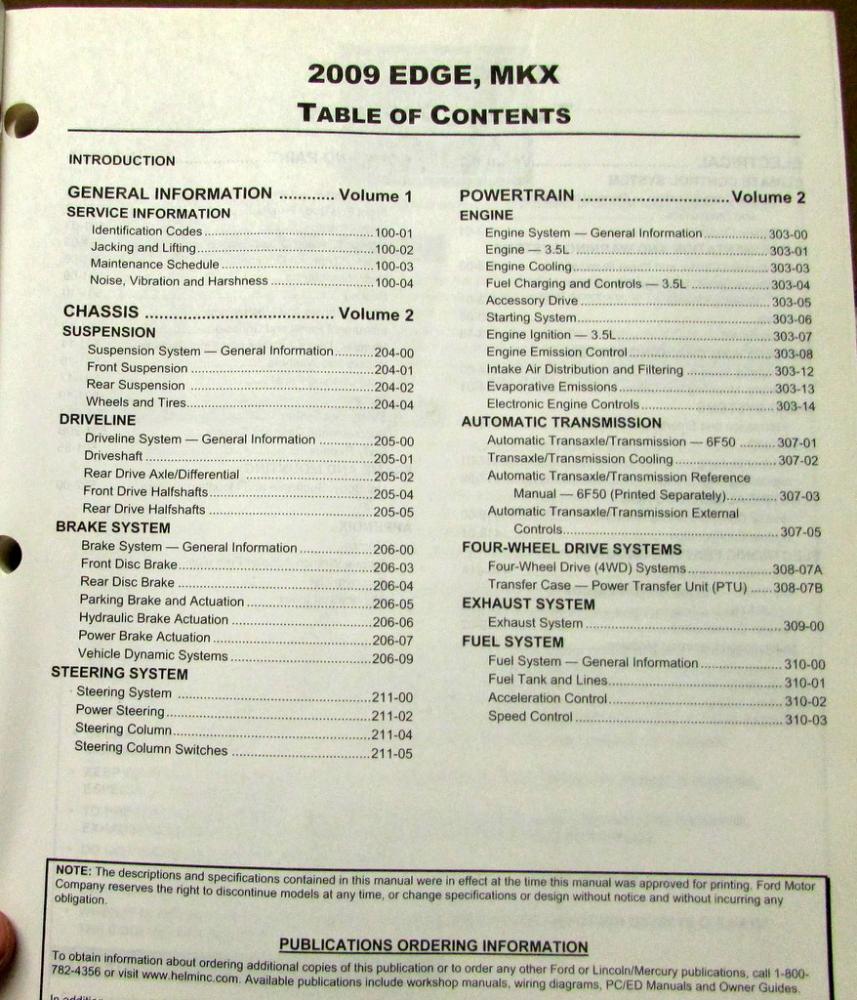 2009 EDGE, MKX
TABLE OF CONTENTS
INTRODUCTION
GENERAL INFORMATION ............ Volume 1
SERVICE INFORMATION
Identification Codes ............ 100-01
Jacking and Lifting ............ 100-02
Maintenance Schedule ............ 100-03
Noise, Vibration and Harshness ............ 100-04
CHASSIS ............ Volume 2
SUSPENSION
Suspension System — General Information ............ 204-00
Front Suspension ............ 204-01
Rear Suspension ............ 204-02
Wheels and Tires ............ 204-04
DRIVELINE
Driveline System — General Information ............ 205-00
Driveshaft ............ 205-01
Rear Drive Axle/Differential ............ 205-02
Front Drive Halfshafts ............ 205-04
Rear Drive Halfshafts ............ 205-05
BRAKE SYSTEM
Brake System — General Information ............ 206-00
Front Disc Brake ............ 206-03
Rear Disc Brake ............ 206-04
Parking Brake and Actuation ............ 206-05
Hydraulic Brake Actuation ............ 206-06
Power Brake Actuation ............ 206-07
Vehicle Dynamic Systems ............ 206-09
STEERING SYSTEM
Steering System ............ 211-00
Power Steering ............ 211-02
Steering Column ............ 211-04
Steering Column Switches ............ 211-05
POWERTRAIN ............ Volume 2
ENGINE
Engine System — General Information ............ 303-00
Engine — 3.5L ............ 303-01
Engine Cooling ............ 303-03
Fuel Charging and Controls — 3.5L ............ 303-04
Accessory Drive ............ 303-05
Starting System ............ 303-06
Engine Ignition — 3.5L ............ 303-07
Engine Emission Control ............ 303-08
Intake Air Distribution and Filtering ............ 303-12
Evaporative Emissions ............ 303-13
Electronic Engine Controls ............ 303-14
AUTOMATIC TRANSMISSION
Automatic Transaxle/Transmission — 6F50 ............ 307-01
Transaxle/Transmission Cooling ............ 307-02
Automatic Transaxle/Transmission Reference
Manual — 6F50 (Printed Separately) ............ 307-03
Automatic Transaxle/Transmission External
Controls ............ 307-05
FOUR-WHEEL DRIVE SYSTEMS
Four-Wheel Drive (4WD) Systems ............ 308-07A
Transfer Case — Power Transfer Unit (PTU) ...... 308-07B
EXHAUST SYSTEM
Exhaust System ............ 309-00
FUEL SYSTEM
Fuel System — General Information ............ 310-00
Fuel Tank and Lines ............ 310-01
Acceleration Control ............ 310-02
Speed Control ............ 310-03
NOTE: The descriptions and specifications contained in this manual were in effect at the time this manual was approved for printing. Ford Motor
Company reserves the right to discontinue models at any time, or change specifications or design without notice and without incurring any
obligation.
PUBLICATIONS ORDERING INFORMATION
To obtain information about ordering additional copies of this publication or to order any other Ford or Lincoln/Mercury publications, call 1-800-
782-4356 or visit www.helminc.com. Available publications include workshop manuals, wiring diagrams, PC/ED Manuals and Owner Guides.